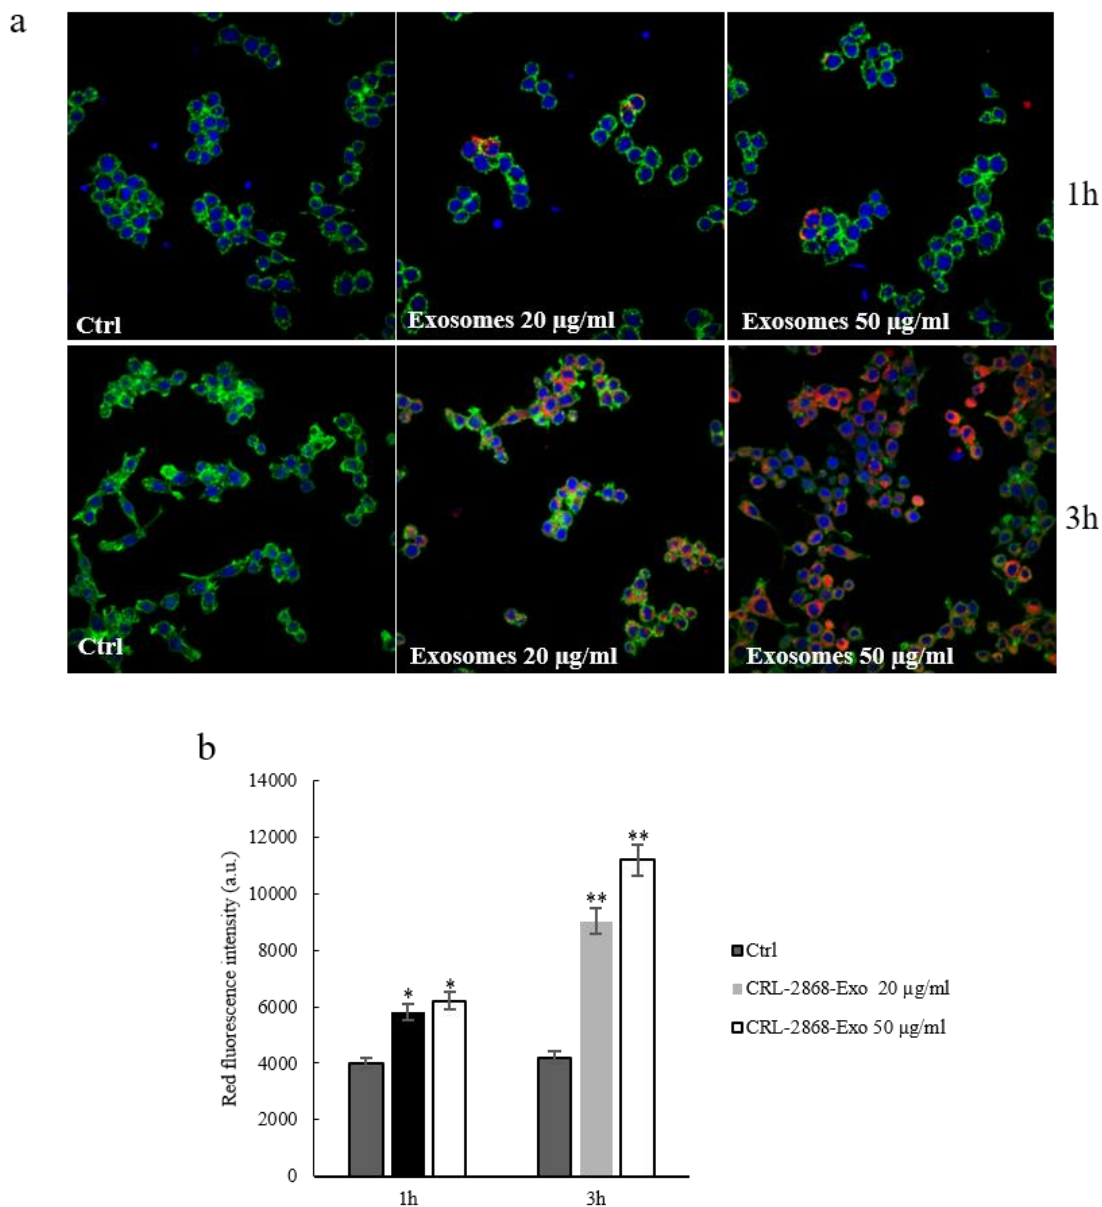 a
1h
Ctrl
Exosomes 20 µg/ml
Exosomes 50 µg/ml
3h
Ctrl
Exosomes 20 µg/ml
Exosomes 50 µg/ml
b
Red fluorescence intensity (a.u.)
14000
12000
10000
8000
6000
4000
2000
0
*
*
**
**
1h
3h
Ctrl
CRL-2868-Exo 20 µg/ml
CRL-2868-Exo 50 µg/ml